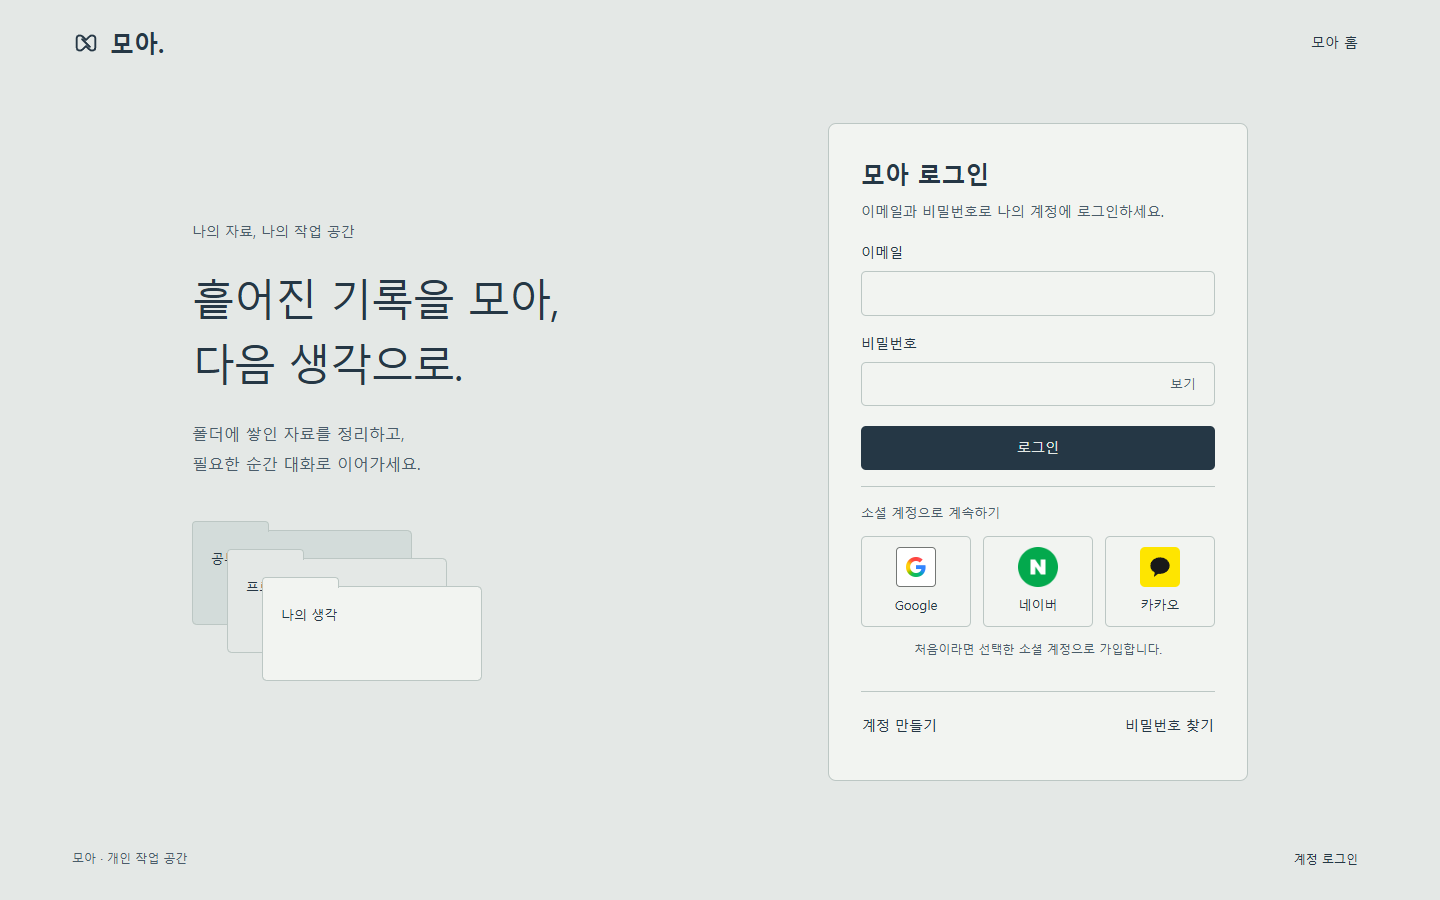 모아.
모아 홈
나의 자료, 나의 작업 공간
흩어진 기록을 모아,
다음 생각으로.
폴더에 쌓인 자료를 정리하고,
필요한 순간 대화로 이어가세요.
나의 생각
모아 로그인
이메일과 비밀번호로 나의 계정에 로그인하세요.
이메일
비밀번호
보기
로그인
소셜 계정으로 계속하기
Google
네이버
카카오
처음이라면 선택한 소셜 계정으로 가입합니다.
계정 만들기
비밀번호 찾기
모아 · 개인 작업 공간
계정 로그인